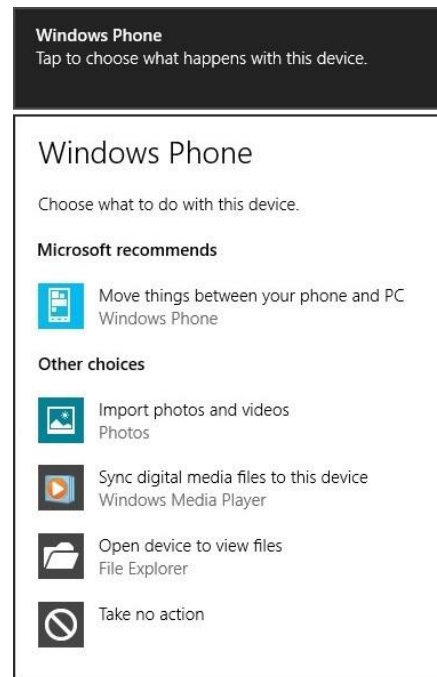 Windows Phone
Tap to choose what happens with this device.
Windows Phone
Choose what to do with this device.
Microsoft recommends
Move things between your phone and PC
Windows Phone
Other choices
Import photos and videos
Photos
Sync digital media files to this device
Windows Media Player
Open device to view files
File Explorer
Take no action